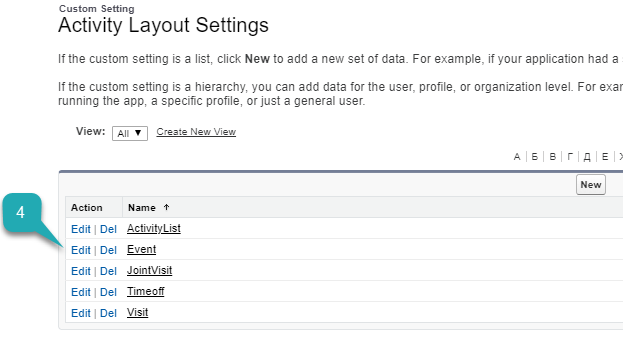 Custom Setting
Activity Layout Settings
If the custom setting is a list, click New to add a new set of data. For example, if your application had a
If the custom setting is a hierarchy, you can add data for the user, profile, or organization level. For exa
running the app, a specific profile, or just a general user.
View: All ▼ Create New View
А | Б | В | Г | Д | Е |
New
Action Name ↑
4
Edit | Del ActivityList
Edit | Del Event
Edit | Del JointVisit
Edit | Del Timeoff
Edit | Del Visit